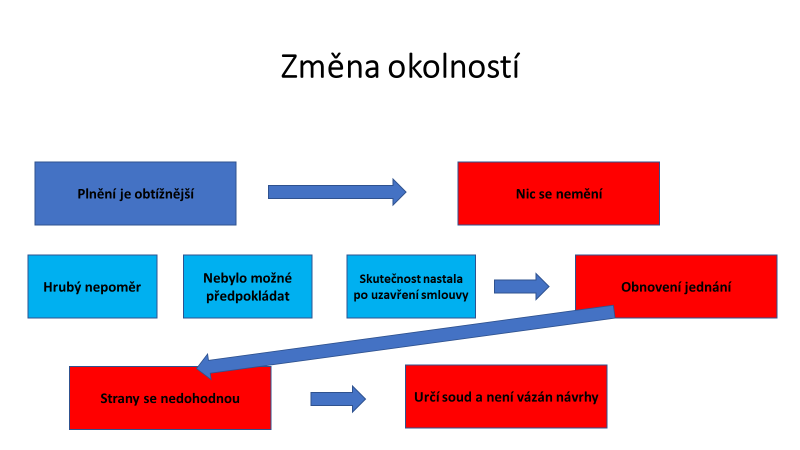 Změna okolností
Plnění je obtížnější
Nic se nemění
Hrubý nepoměr
Nebylo možné
předpokládat
Skutečnost nastala
po uzavření smlouvy
Obnovení jednání
Strany se nedohodnou
Určí soud a není vázán návrhy